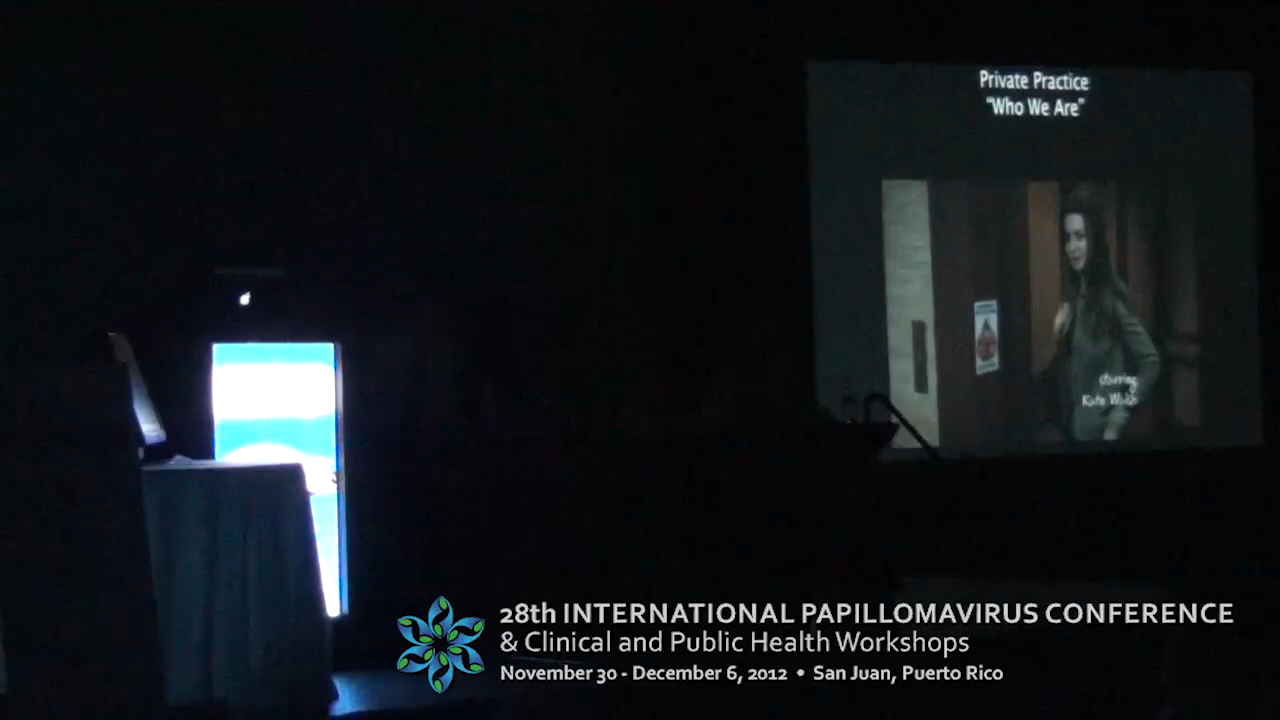 Private Practice
"Who We Are"
starring
Kate Walsh
28th INTERNATIONAL PAPILLOMAVIRUS CONFERENCE
& Clinical and Public Health Workshops
November 30 - December 6, 2012 • San Juan, Puerto Rico